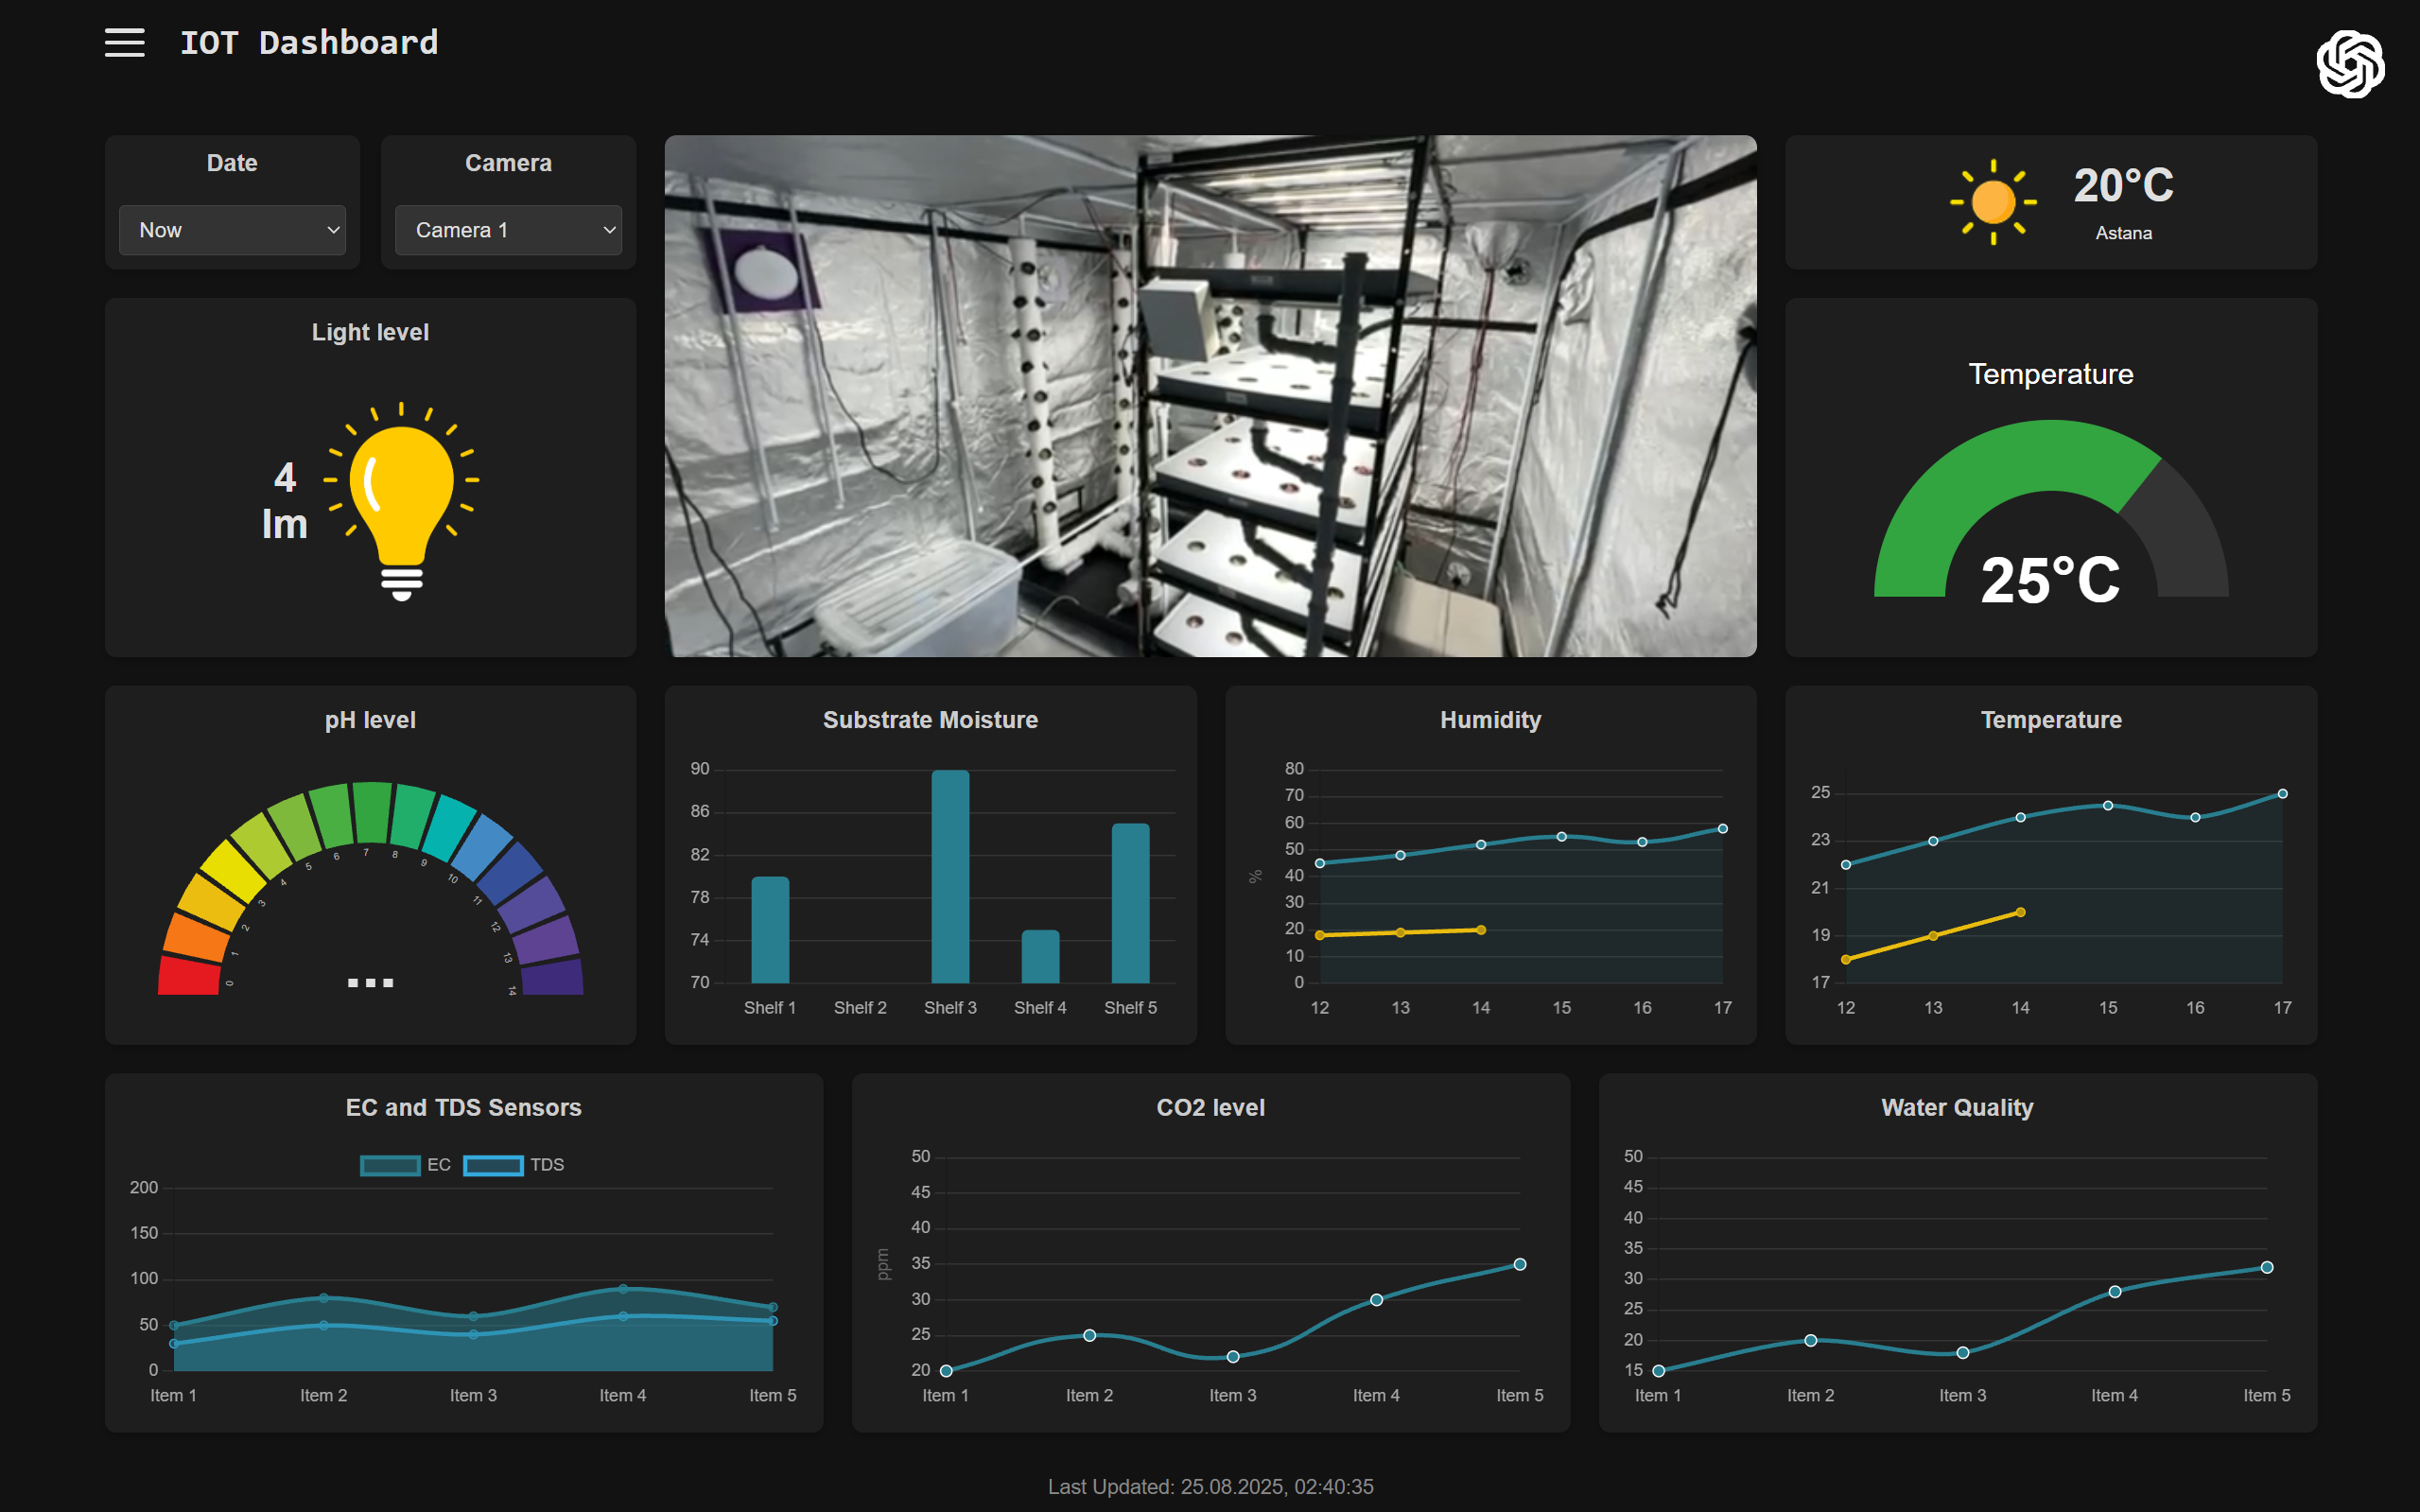 IOT Dashboard
Date
Now
Camera
Camera 1
20°C
Astana
Light level
4
lm
Temperature
25°C
pH level
0
1
2
3
4
5
6
7
8
9
10
11
12
13
14
...
Substrate Moisture
90
86
82
78
74
70
Shelf 1 Shelf 2 Shelf 3 Shelf 4 Shelf 5
Humidity
%
80
70
60
50
40
30
20
10
0
12 13 14 15 16 17
Temperature
25
23
21
19
17
12 13 14 15 16 17
EC and TDS Sensors
EC TDS
200
150
100
50
0
Item 1 Item 2 Item 3 Item 4 Item 5
CO2 level
ppm
50
45
40
35
30
25
20
Item 1 Item 2 Item 3 Item 4 Item 5
Water Quality
50
45
40
35
30
25
20
15
Item 1 Item 2 Item 3 Item 4 Item 5
Last Updated: 25.08.2025, 02:40:35